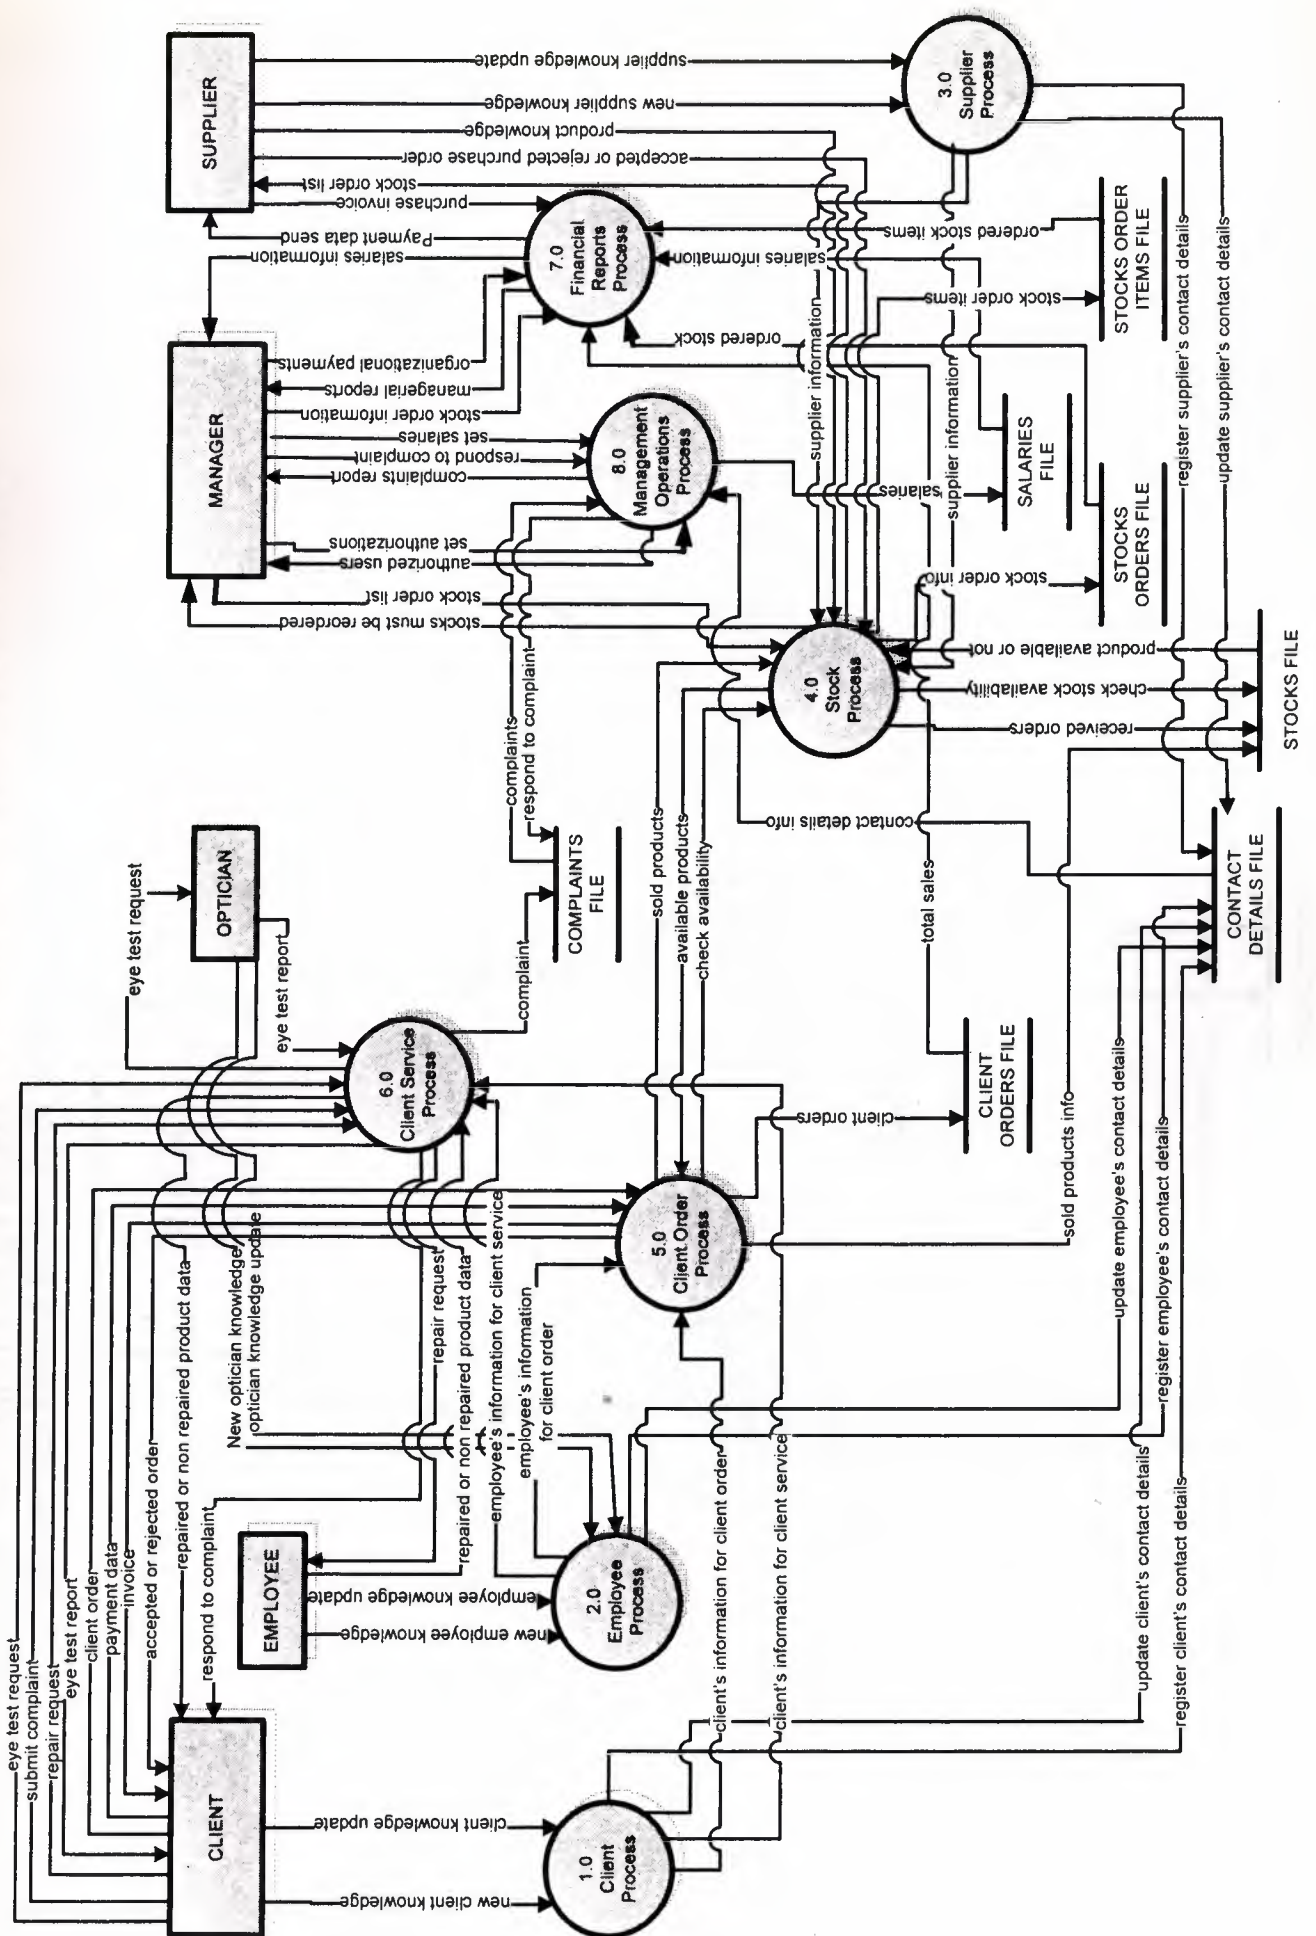 eye test request
submit complaint
repair request
eye test report
client order
payment data
invoice
accepted or rejected order
repaired or non repaired product data
respond to complaint
New optician knowledge
optician knowledge update
eye test request
eye test report
CLIENT
EMPLOYEE
OPTICIAN
MANAGER
SUPPLIER
new client knowledge
client knowledge update
new employee knowledge
employee knowledge update
repair request
repaired or non repaired product data
employee's information for client service
employee's information
for client order
complaint
complaints
respond to complaint
COMPLAINTS
FILE
stocks must be reordered
stock order list
authorized users
set authorizations
complaints report
respond to complaint
set salaries
stock order information
managerial reports
organizational payments
salaries information
Payment data send
purchase invoice
stock order list
accepted or rejected purchase order
product knowledge
new supplier knowledge
supplier knowledge update
1.0
Client
Process
2.0
Employee
Process
3.0
Supplier
Process
4.0
Stock
Process
5.0
Client Order
Process
6.0
Client Service
Process
7.0
Financial
Reports
Process
8.0
Management
Operations
Process
sold products
available products
check availability
client's information for client order
client's information for client service
client orders
CLIENT
ORDERS FILE
total sales
sold products info
update employee's contact details
register employee's contact details
update client's contact details
register client's contact details
contact details info
CONTACT
DETAILS FILE
received orders
check stock availability
product available or not
STOCKS FILE
stock order info
STOCKS
ORDERS FILE
salaries
SALARIES
FILE
supplier information
supplier information
ordered stock
salaries information
stock order items
ordered stock items
STOCKS ORDER
ITEMS FILE
register supplier's contact details
update supplier's contact details